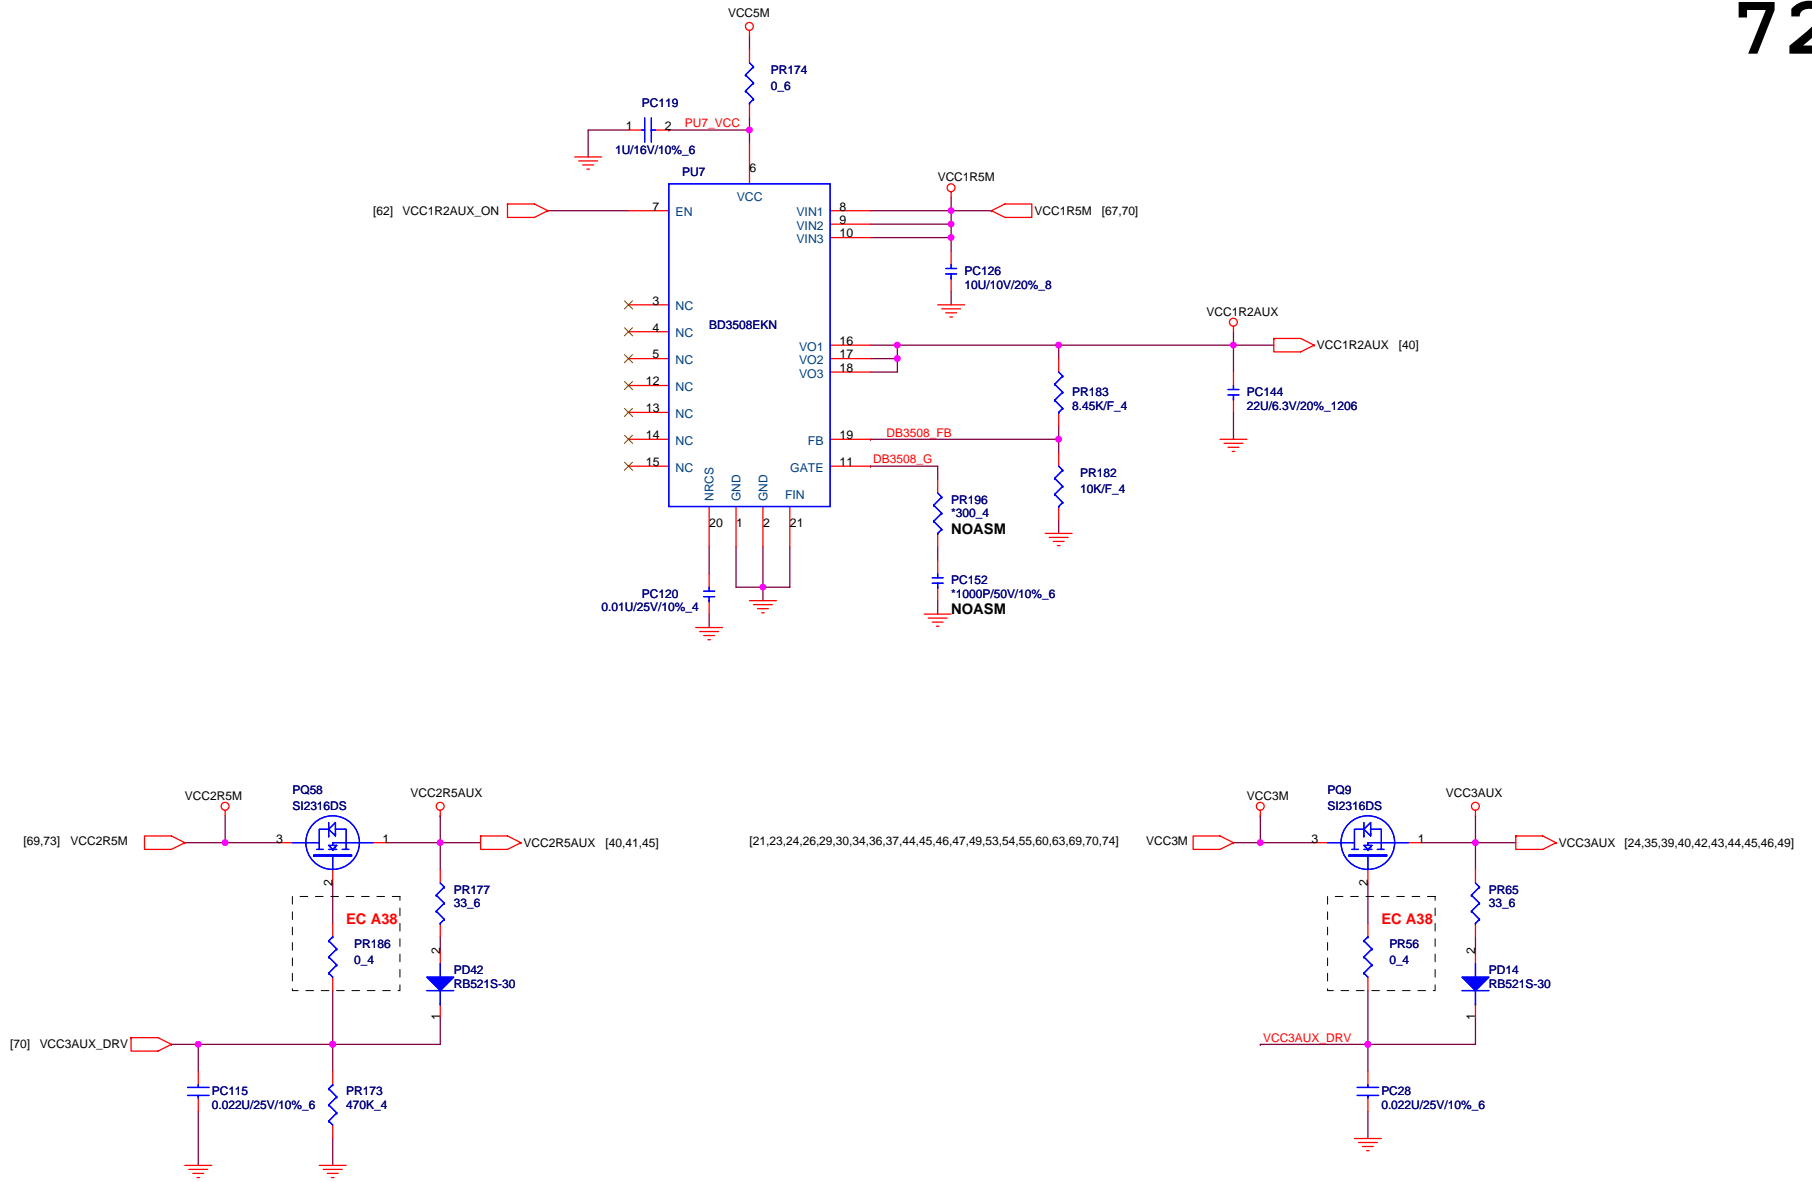 72
VCC5M
PR174
0_6
PC119
1 2 PU7_VCC
1U/16V/10%_6
PU7
6
VCC
[62] VCC1R2AUX_ON
7 EN
VIN1 8
VIN2 9
VIN3 10
VCC1R5M
VCC1R5M [67,70]
PC126
10U/10V/20%_8
3 NC
4 NC
5 NC
12 NC
13 NC
14 NC
15 NC
BD3508EKN
VO1 16
VO2 17
VO3 18
VCC1R2AUX
VCC1R2AUX [40]
PR183
8.45K/F_4
PC144
22U/6.3V/20%_1206
FB 19 DB3508_FB
GATE 11 DB3508_G
PR182
10K/F_4
NRCS
GND
GND
FIN
20 1 2 21
PR196
*300_4
NOASM
PC152
*1000P/50V/10%_6
NOASM
PC120
0.01U/25V/10%_4
VCC2R5M
PQ58
SI2316DS
VCC2R5AUX
[69,73] VCC2R5M
3 1
2
VCC2R5AUX [40,41,45]
PR177
33_6
EC A38
PR186
0_4
2
PD42
RB521S-30
1
[70] VCC3AUX_DRV
PC115
0.022U/25V/10%_6
PR173
470K_4
VCC3M
PQ9
SI2316DS
VCC3AUX
[21,23,24,26,29,30,34,36,37,44,45,46,47,49,53,54,55,60,63,69,70,74] VCC3M
3 1
2
VCC3AUX [24,35,39,40,42,43,44,45,46,49]
PR65
33_6
EC A38
PR56
0_4
2
PD14
RB521S-30
1
VCC3AUX_DRV
PC28
0.022U/25V/10%_6